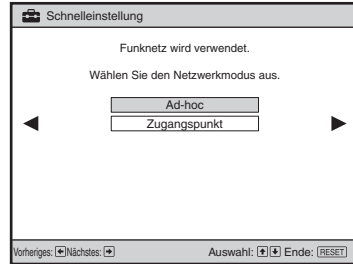 Schnelleinstellung
Funknetz wird verwendet.
Wählen Sie den Netzwerkmodus aus.
Ad-hoc
Zugangspunkt
Vorheriges: Nächstes: Auswahl: Ende: RESET